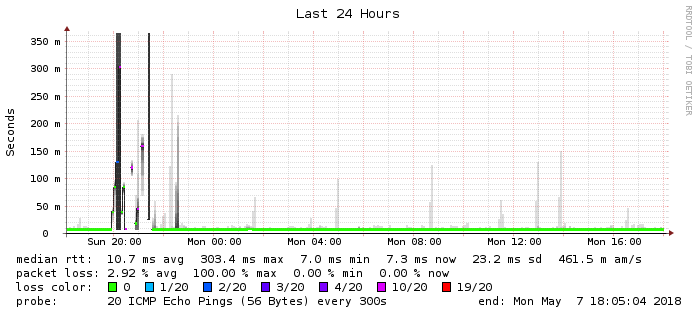 Last 24 Hours
RRDTOOL / TOBI OETIKER
Seconds
350 m
300 m
250 m
200 m
150 m
100 m
50 m
0
Sun 20:00 Mon 00:00 Mon 04:00 Mon 08:00 Mon 12:00 Mon 16:00
median rtt: 10.7 ms avg 303.4 ms max 7.0 ms min 7.3 ms now 23.2 ms sd 461.5 m am/s
packet loss: 2.92 % avg 100.00 % max 0.00 % min 0.00 % now
loss color: 0 1/20 2/20 3/20 4/20 10/20 19/20
probe: 20 ICMP Echo Pings (56 Bytes) every 300s end: Mon May 7 18:05:04 2018